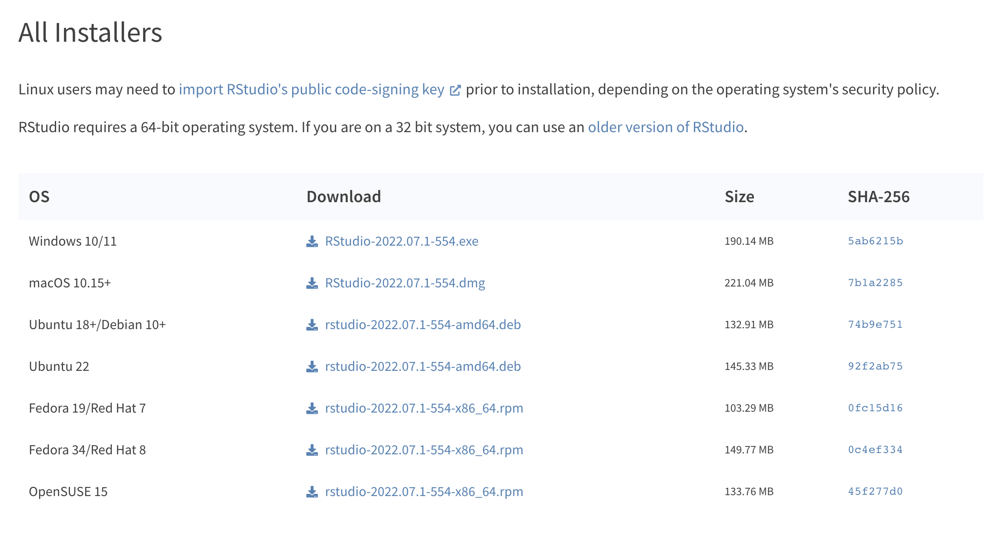 All Installers
Linux users may need to import RStudio's public code-signing key prior to installation, depending on the operating system's security policy.
RStudio requires a 64-bit operating system. If you are on a 32 bit system, you can use an older version of RStudio.
OS Download Size SHA-256
Windows 10/11 RStudio-2022.07.1-554.exe 190.14 MB 5ab6215b
macOS 10.15+ RStudio-2022.07.1-554.dmg 221.04 MB 7b1a2285
Ubuntu 18+/Debian 10+ rstudio-2022.07.1-554-amd64.deb 132.91 MB 74b9e751
Ubuntu 22 rstudio-2022.07.1-554-amd64.deb 145.33 MB 92f2ab75
Fedora 19/Red Hat 7 rstudio-2022.07.1-554-x86_64.rpm 103.29 MB 0fc15d16
Fedora 34/Red Hat 8 rstudio-2022.07.1-554-x86_64.rpm 149.77 MB 0c4ef334
OpenSUSE 15 rstudio-2022.07.1-554-x86_64.rpm 133.76 MB 45f277d0